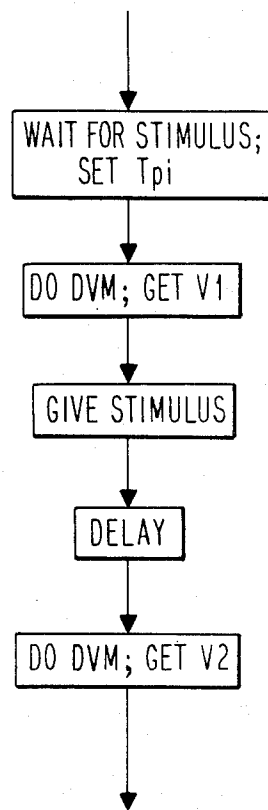 WAIT FOR STIMULUS;
SET Tpi
DO DVM; GET V1
GIVE STIMULUS
DELAY
DO DVM; GET V2